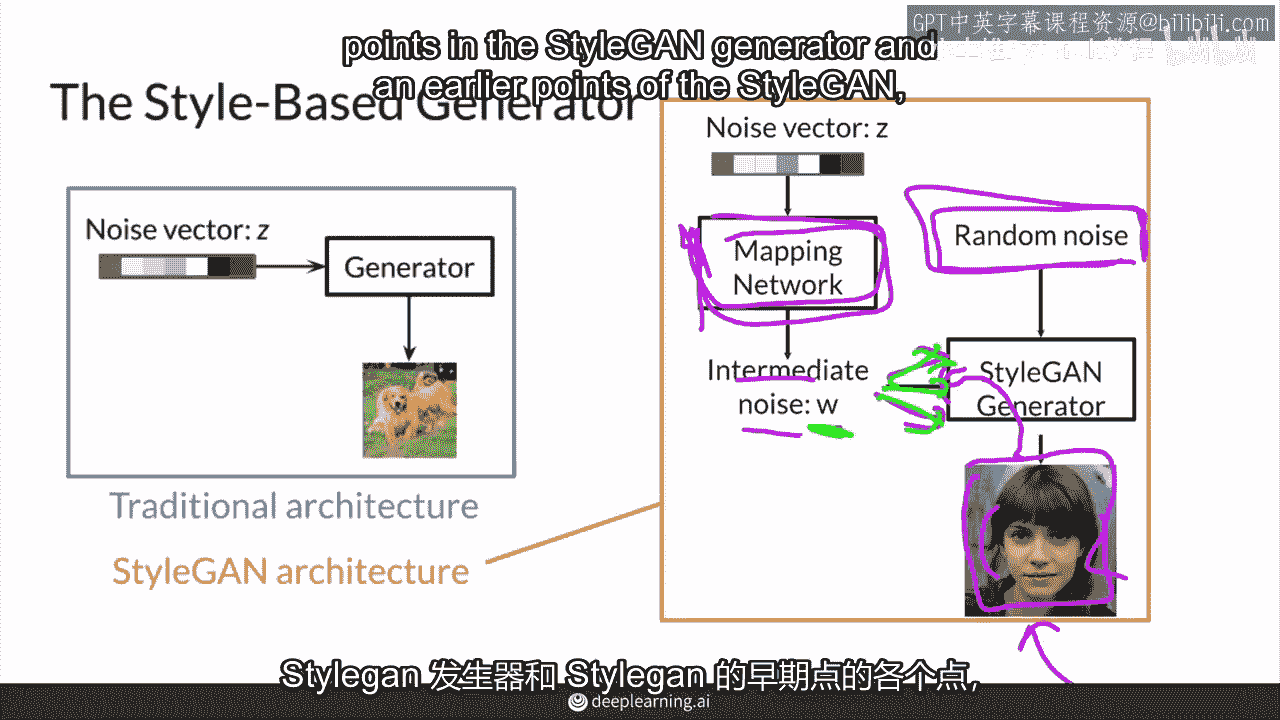 GPT中英字幕课程资源@bilibili.com
points in the StyleGAN generator and
an earlier points of the StyleGAN,
The Style-Based Generator
Noise vector: z
Generator
Traditional architecture
StyleGAN architecture
Noise vector: z
Mapping
Network
Intermediate
noise: w
Random noise
StyleGAN
Generator
Stylegan 发生器和 Stylegan 的早期点的各个点,
deeplearning.ai